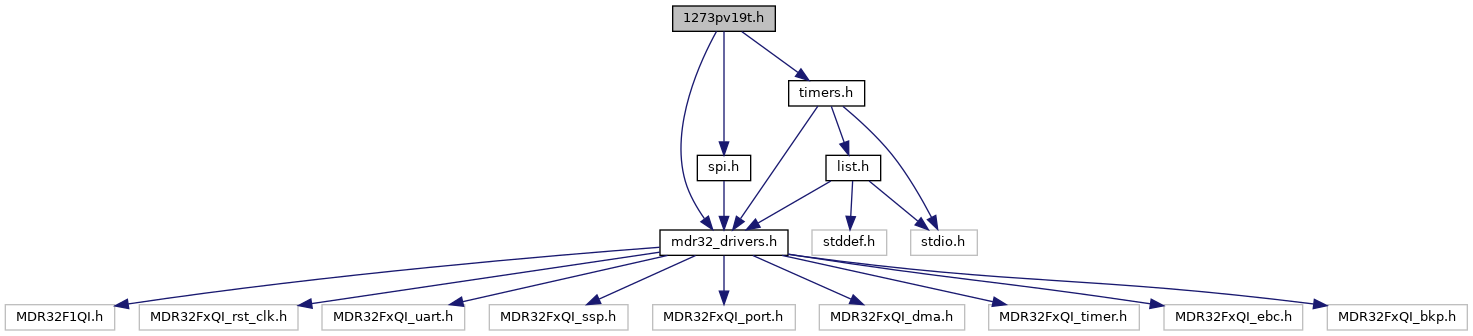 1273pv19t.h
timers.h
spi.h
list.h
mdr32_drivers.h
stddef.h
stdio.h
MDR32F1QI.h
MDR32FxQI_rst_clk.h
MDR32FxQI_uart.h
MDR32FxQI_ssp.h
MDR32FxQI_port.h
MDR32FxQI_dma.h
MDR32FxQI_timer.h
MDR32FxQI_ebc.h
MDR32FxQI_bkp.h